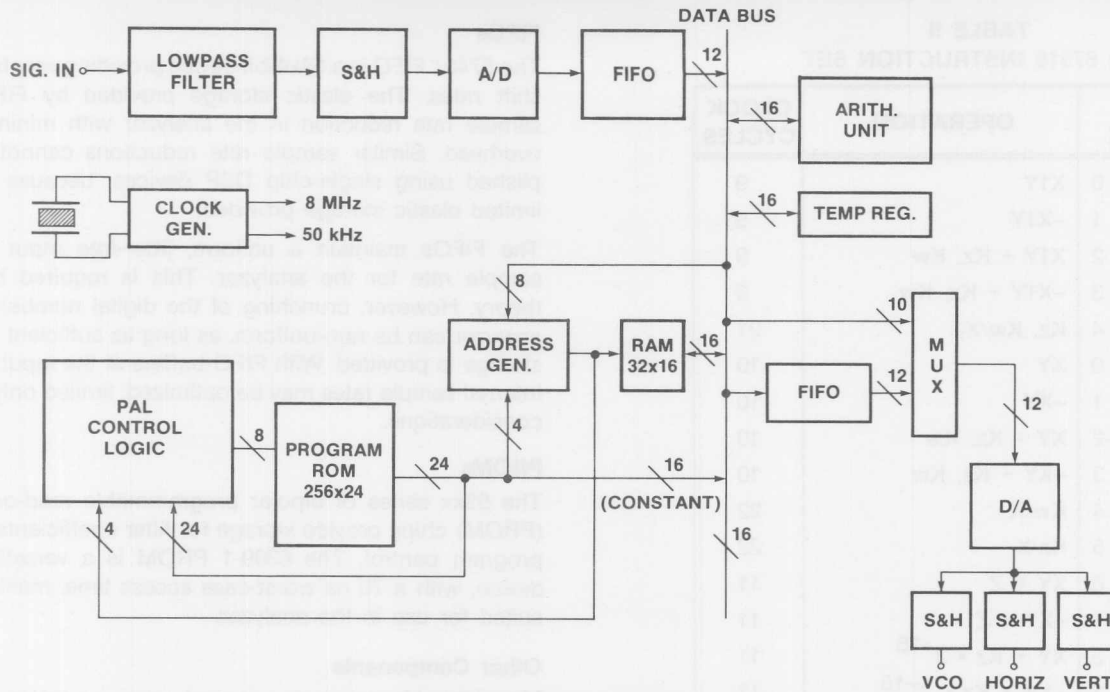 DATA BUS
SIG. IN
LOWPASS
FILTER
S&H
A/D
FIFO
12
16
ARITH
UNIT
CLOCK
GEN.
8 MHz
50 kHz
16
TEMP REG.
8
ADDRESS
GEN.
RAM
32x16
16
10
MUX
FIFO
12
12
PAL
CONTROL
LOGIC
8
PROGRAM
ROM
256x24
4
24
16
(CONSTANT)
16
D/A
4
24
S&H
S&H
S&H
VCO
HORIZ
VERT